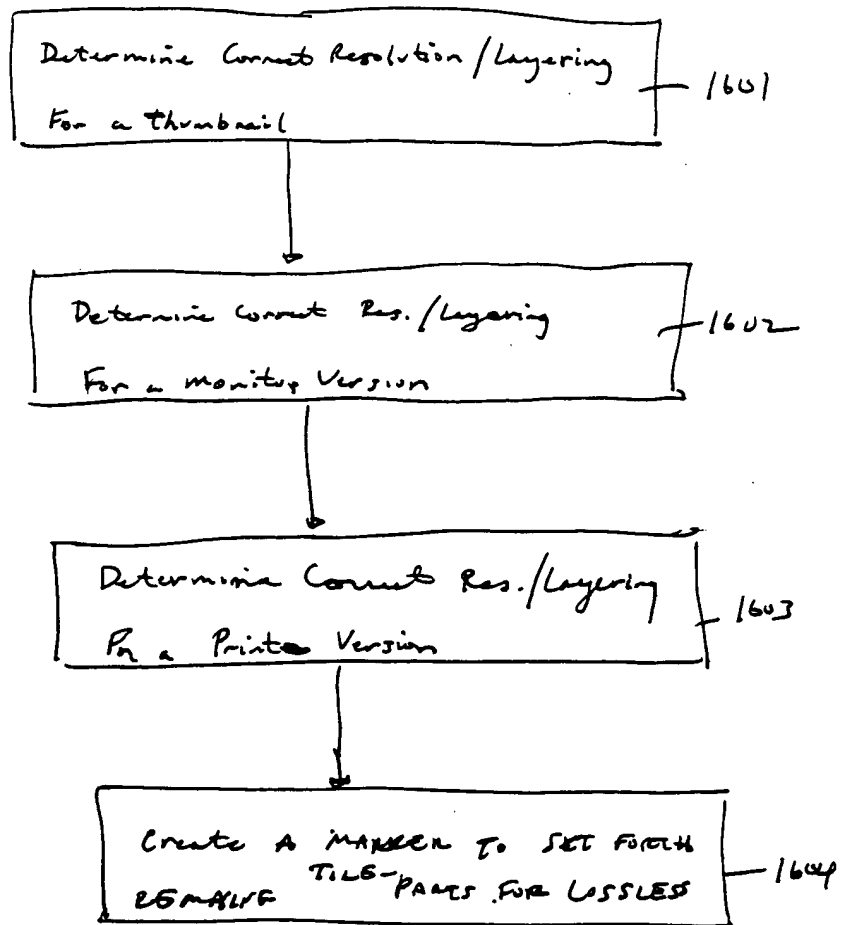 Determine Correct Resolution/Layering
For a thumbnail
1601
Determine Correct Res./Layering
For a monitor Version
1602
Determine Correct Res./Layering
For a Print Version
1603
Create A MARKER TO SET FORTH
REMAINING TILE-PARTS FOR LOSSLESS
1604